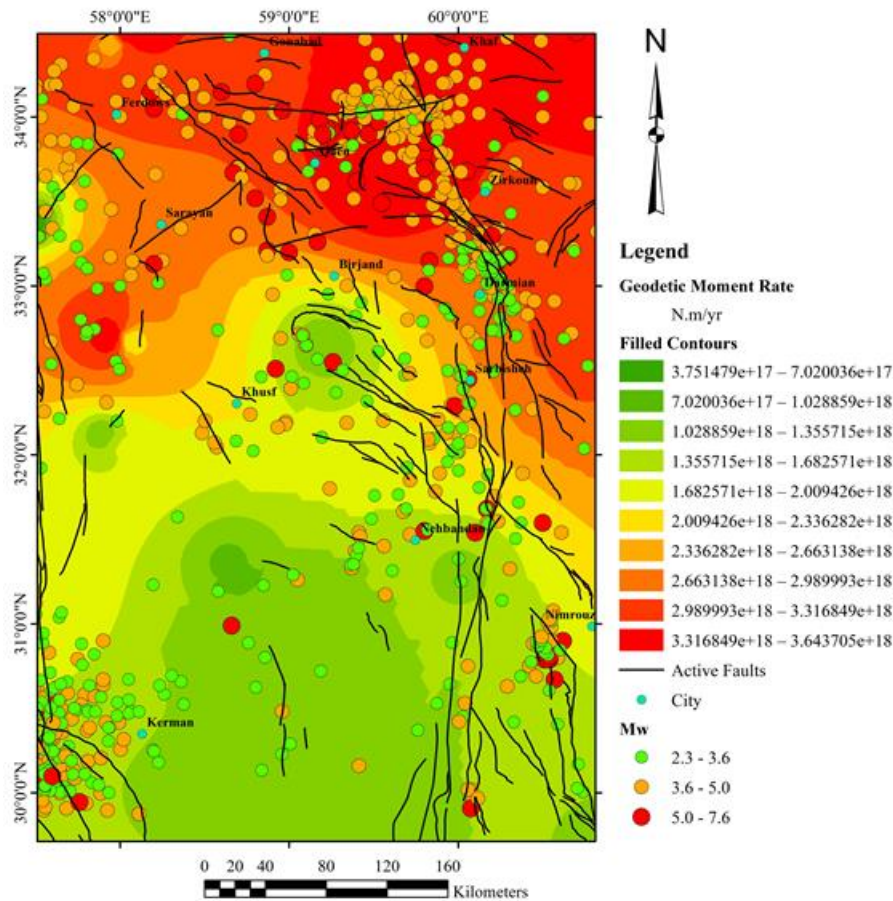 58°0'0"E 59°0'0"E 60°0'0"E
N
34°0'0"N
33°0'0"N
32°0'0"N
31°0'0"N
30°0'0"N
Gonabad
Khaf
Ferdows
Qaen
Zirkouh
Sarayan
Birjand
Darmian
Sarbisheh
Khusf
Nehbandan
Nimrouz
Kerman
0 20 40 80 120 160
Kilometers
Legend
Geodetic Moment Rate
N.m/yr
Filled Contours
3.751479e+17 – 7.020036e+17
7.020036e+17 – 1.028859e+18
1.028859e+18 – 1.355715e+18
1.355715e+18 – 1.682571e+18
1.682571e+18 – 2.009426e+18
2.009426e+18 – 2.336282e+18
2.336282e+18 – 2.663138e+18
2.663138e+18 – 2.989993e+18
2.989993e+18 – 3.316849e+18
3.316849e+18 – 3.643705e+18
Active Faults
City
Mw
2.3 - 3.6
3.6 - 5.0
5.0 - 7.6